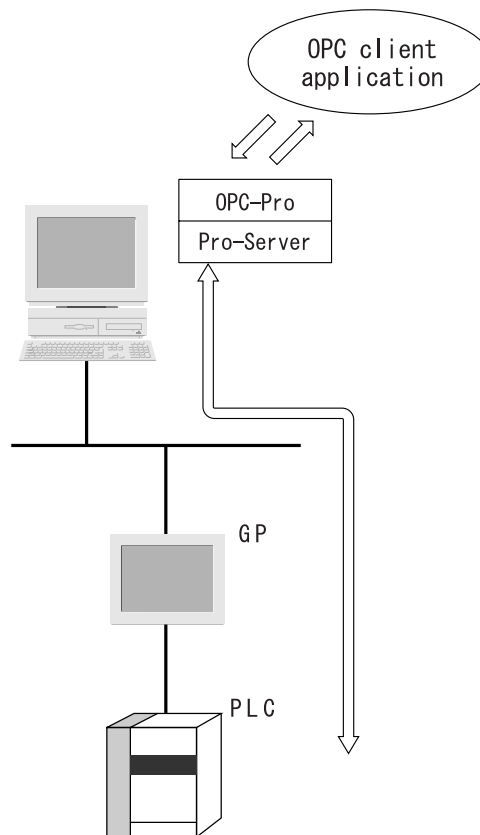 OPC client
application
OPC-Pro
Pro-Server
GP
PLC